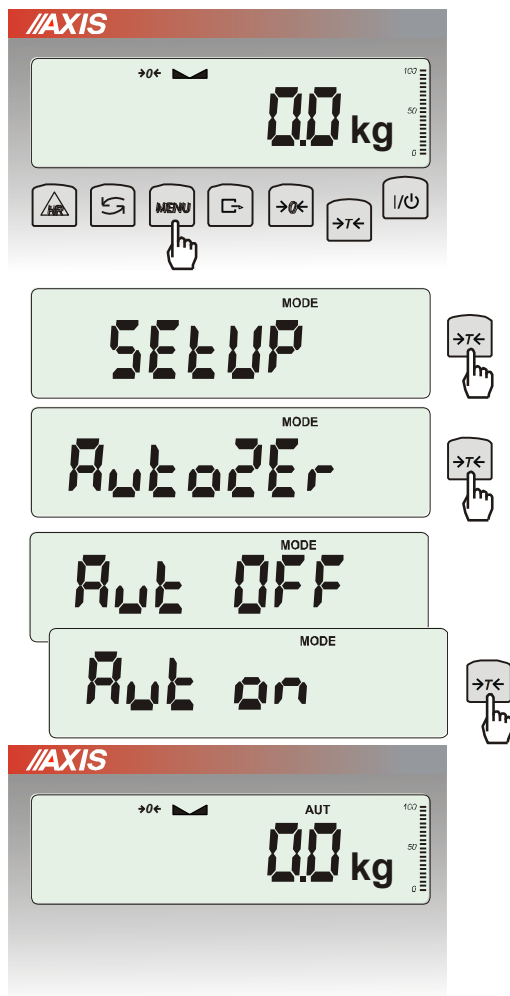 //AXIS
→0←
100
0.0 kg
50
0
HR MENU →0← →T← I/
MODE
SEtUP
→T←
MODE
AutoZEr
→T←
MODE
Aut OFF
MODE
Aut on
→T←
//AXIS
→0← AUT
100
0.0 kg
50
0